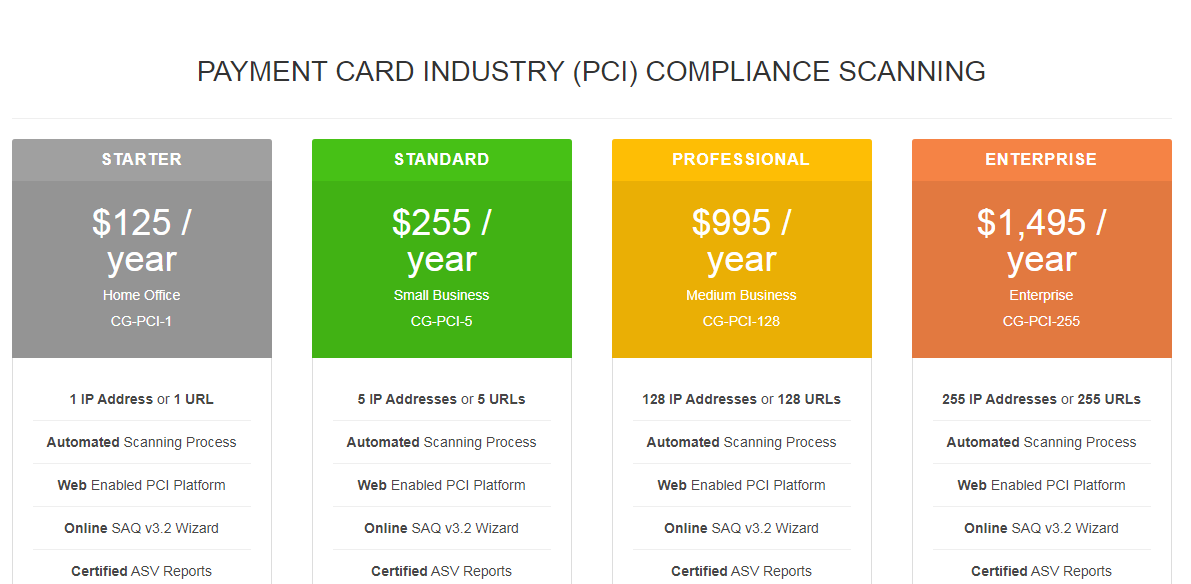 PAYMENT CARD INDUSTRY (PCI) COMPLIANCE SCANNING
STARTER
$125 /
year
Home Office
CG-PCI-1
1 IP Address or 1 URL
Automated Scanning Process
Web Enabled PCI Platform
Online SAQ v3.2 Wizard
Certified ASV Reports
STANDARD
$255 /
year
Small Business
CG-PCI-5
5 IP Addresses or 5 URLs
Automated Scanning Process
Web Enabled PCI Platform
Online SAQ v3.2 Wizard
Certified ASV Reports
PROFESSIONAL
$995 /
year
Medium Business
CG-PCI-128
128 IP Addresses or 128 URLs
Automated Scanning Process
Web Enabled PCI Platform
Online SAQ v3.2 Wizard
Certified ASV Reports
ENTERPRISE
$1,495 /
year
Enterprise
CG-PCI-255
255 IP Addresses or 255 URLs
Automated Scanning Process
Web Enabled PCI Platform
Online SAQ v3.2 Wizard
Certified ASV Reports